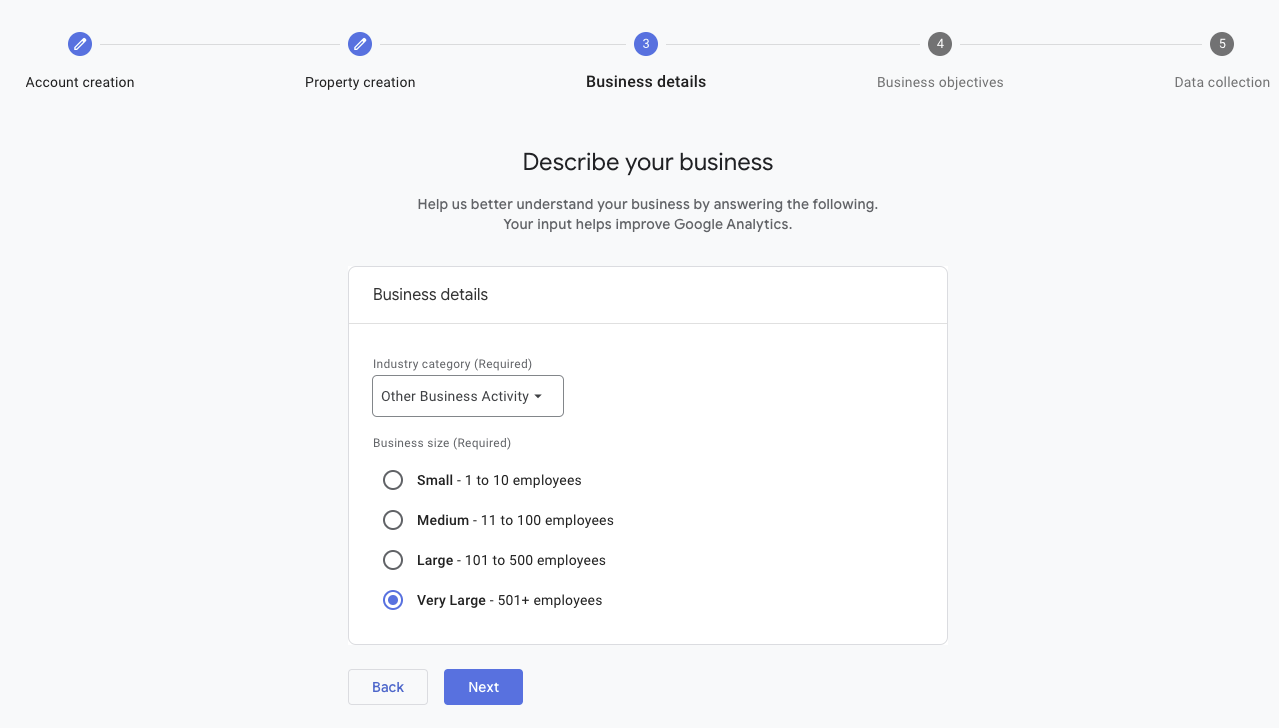 3
4
5
Account creation
Property creation
Business details
Business objectives
Data collection
Describe your business
Help us better understand your business by answering the following.
Your input helps improve Google Analytics.
Business details
Industry category (Required)
Other Business Activity
Business size (Required)
Small - 1 to 10 employees
Medium - 11 to 100 employees
Large - 101 to 500 employees
Very Large - 501+ employees
Back
Next